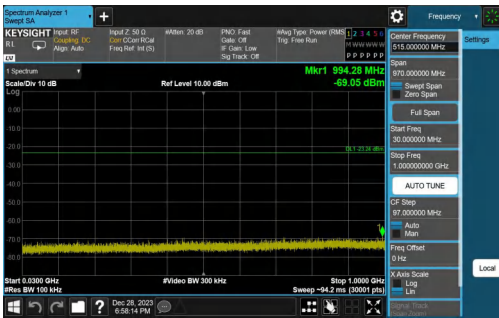 Spectrum Analyzer 1
Swept SA
+
Frequency
KEYSIGHT
RL
Input: RF
Coupling: DC
Align: Auto
Input Z: 50 Ω
Corr CCorr RCal
Freq Ref: Int (S)
#Atten: 20 dB
PNO: Fast
Gate: Off
IF Gain: Low
Sig Track: Off
#Avg Type: Power (RMS
Trig: Free Run
1 2 3 4 5 6
M W W W W W
P P P P P P
1 Spectrum
Scale/Div 10 dB
Log
Ref Level 10.00 dBm
Mkr1 994.28 MHz
-69.05 dBm
0.00
-10.0
-20.0
-30.0
-40.0
-50.0
-60.0
-70.0
-80.0
1
Start 0.0300 GHz
#Res BW 100 kHz
#Video BW 300 kHz
Stop 1.0000 GHz
Sweep ~94.2 ms (30001 pts)
Dec 28, 2023
6:58:14 PM
Center Frequency
515.000000 MHz
Span
970.000000 MHz
Swept Span
Zero Span
Full Span
Start Freq
30.000000 MHz
Stop Freq
1.000000000 GHz
AUTO TUNE
CF Step
97.000000 MHz
Auto
Man
Freq Offset
0 Hz
X Axis Scale
Log
Lin
Signal Track
Settings
Local